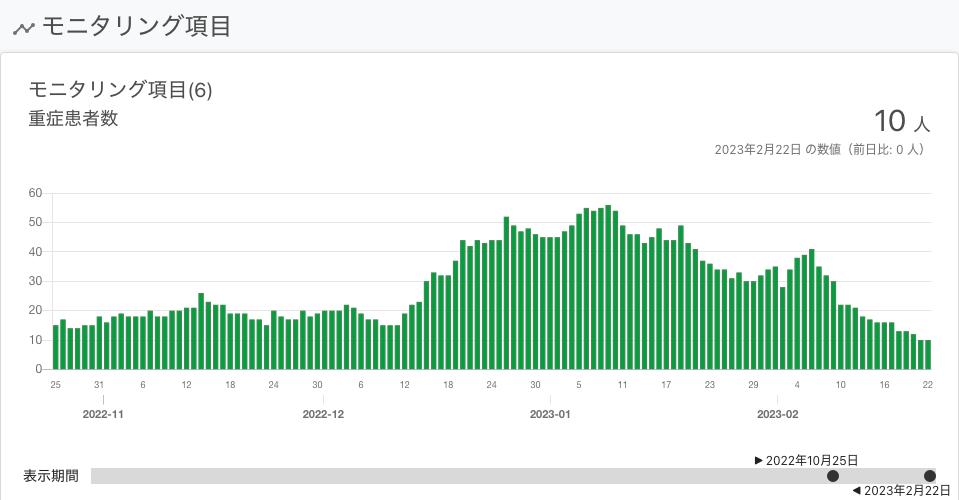 モニタリング項目
モニタリング項目(6)
重症患者数
10 人
2023年2月22日 の数値（前日比: 0 人）
60
50
40
30
20
10
0
25 31 6 12 18 24 30 6 12 18 24 30 5 11 17 23 29 4 10 16 22
2022-11 2022-12 2023-01 2023-02
▶ 2022年10月25日
表示期間
◀ 2023年2月22日